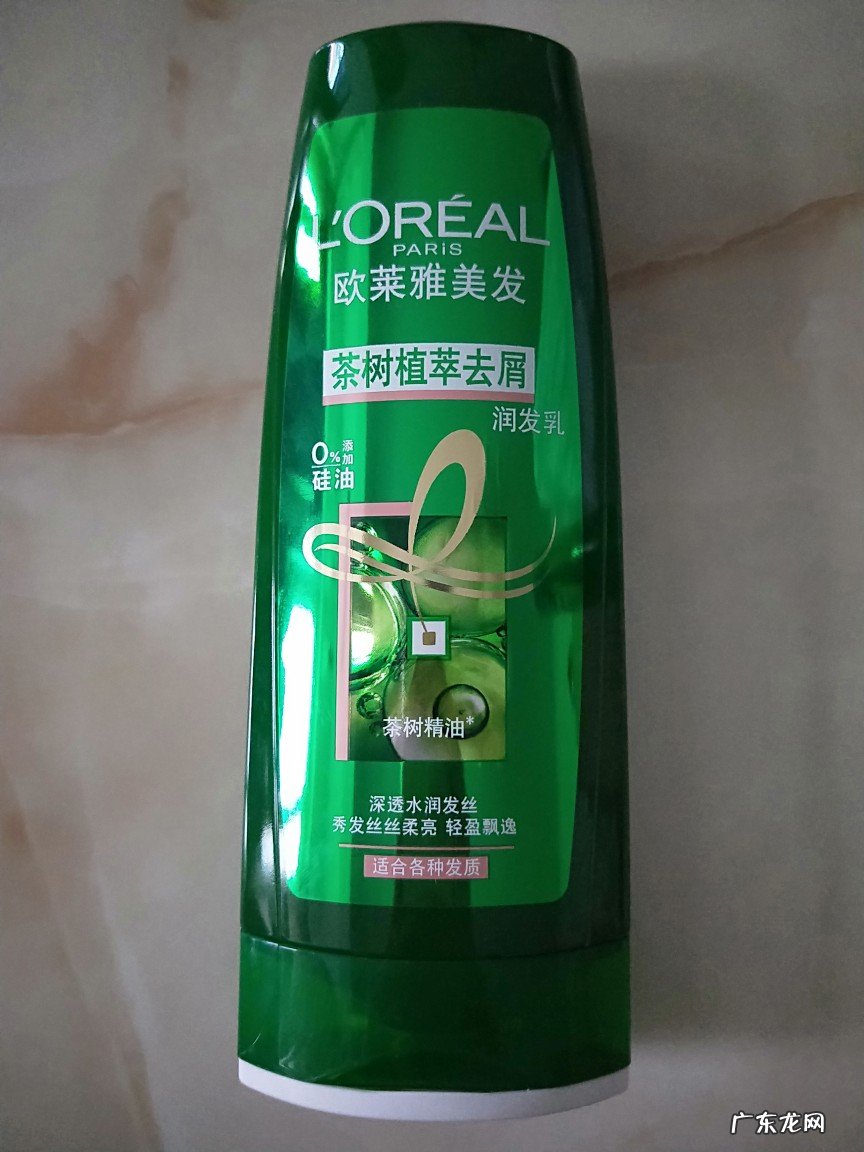 L'ORÉAL
PARIS
欧莱雅美发
茶树植萃去屑
润发乳
0%添加
硅油
茶树精油*
深透水润发丝
秀发丝丝柔亮 轻盈飘逸
适合各种发质
广东龙网